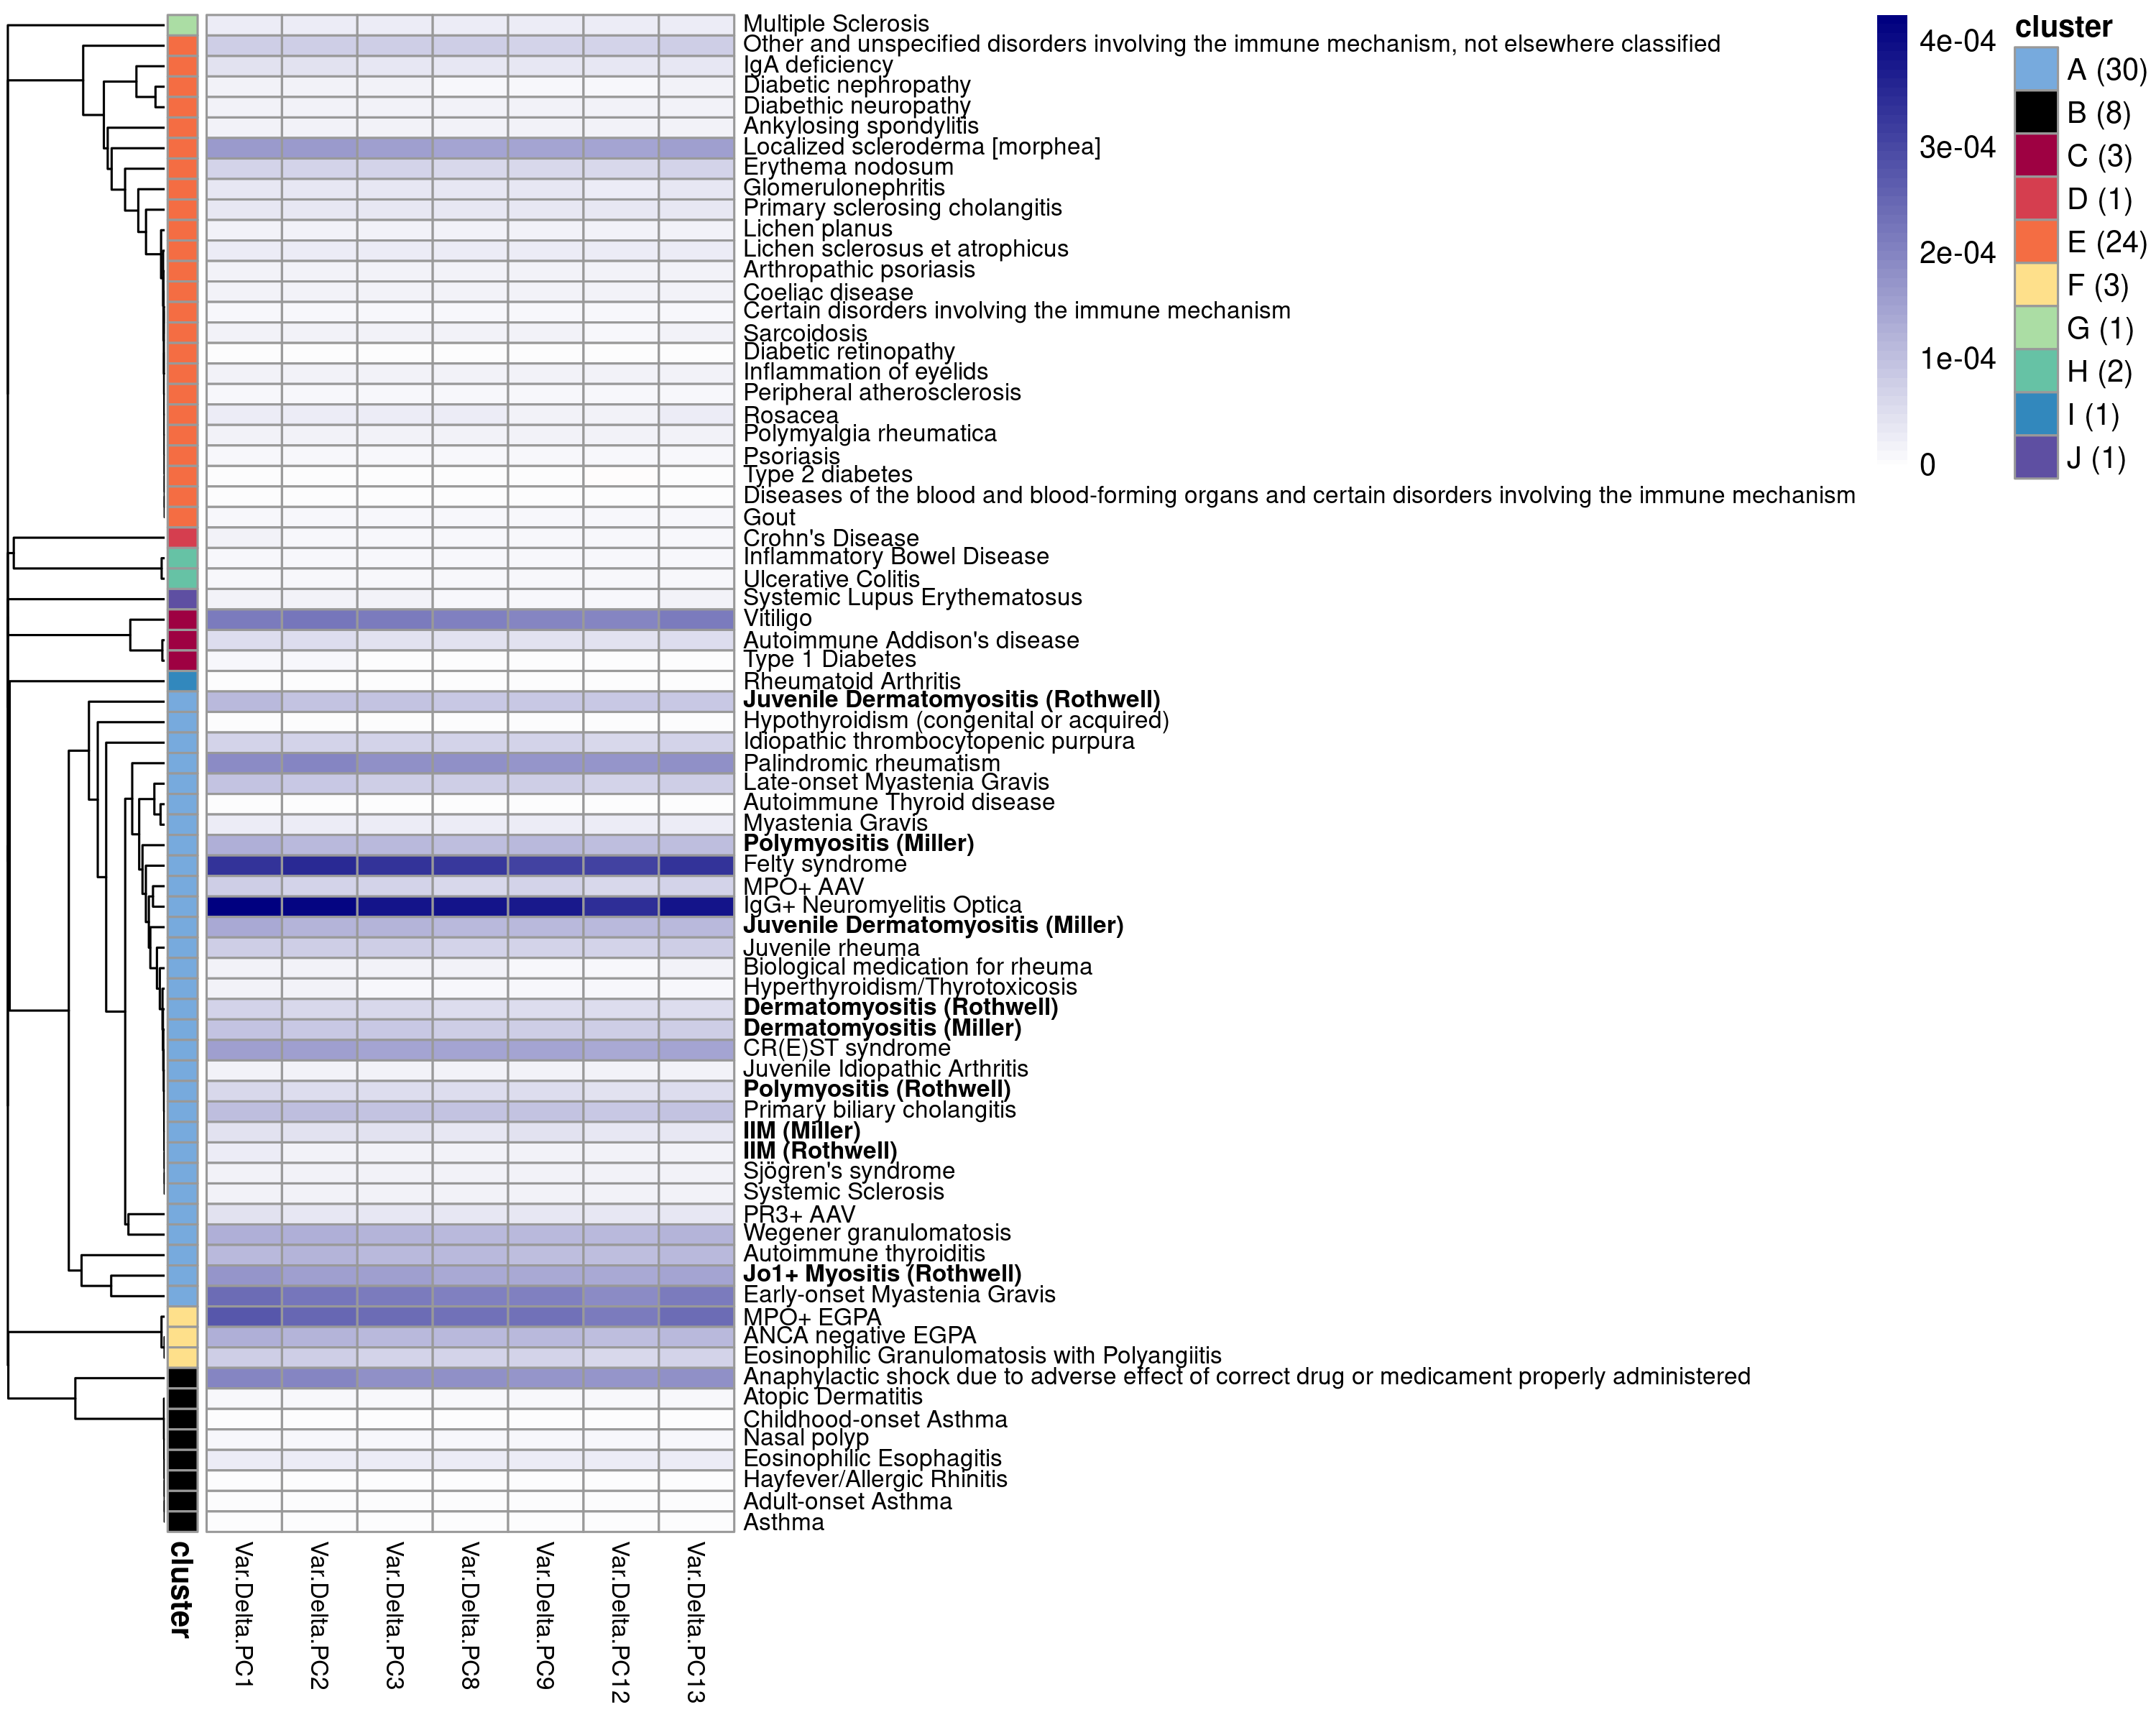 Multiple Sclerosis
Other and unspecified disorders involving the immune mechanism, not elsewhere classified
IgA deficiency
Diabetic nephropathy
Diabethic neuropathy
Ankylosing spondylitis
Localized scleroderma [morphea]
Erythema nodosum
Glomerulonephritis
Primary sclerosing cholangitis
Lichen planus
Lichen sclerosus et atrophicus
Arthropathic psoriasis
Coeliac disease
Certain disorders involving the immune mechanism
Sarcoidosis
Diabetic retinopathy
Inflammation of eyelids
Peripheral atherosclerosis
Rosacea
Polymyalgia rheumatica
Psoriasis
Type 2 diabetes
Diseases of the blood and blood-forming organs and certain disorders involving the immune mechanism
Gout
Crohn's Disease
Inflammatory Bowel Disease
Ulcerative Colitis
Systemic Lupus Erythematosus
Vitiligo
Autoimmune Addison's disease
Type 1 Diabetes
Rheumatoid Arthritis
Juvenile Dermatomyositis (Rothwell)
Hypothyroidism (congenital or acquired)
Idiopathic thrombocytopenic purpura
Palindromic rheumatism
Late-onset Myastenia Gravis
Autoimmune Thyroid disease
Myastenia Gravis
Polymyositis (Miller)
Felty syndrome
MPO+ AAV
IgG+ Neuromyelitis Optica
Juvenile Dermatomyositis (Miller)
Juvenile rheuma
Biological medication for rheuma
Hyperthyroidism/Thyrotoxicosis
Dermatomyositis (Rothwell)
Dermatomyositis (Miller)
CR(E)ST syndrome
Juvenile Idiopathic Arthritis
Polymyositis (Rothwell)
Primary biliary cholangitis
IIM (Miller)
IIM (Rothwell)
Sjögren's syndrome
Systemic Sclerosis
PR3+ AAV
Wegener granulomatosis
Autoimmune thyroiditis
Jo1+ Myositis (Rothwell)
Early-onset Myastenia Gravis
MPO+ EGPA
ANCA negative EGPA
Eosinophilic Granulomatosis with Polyangiitis
Anaphylactic shock due to adverse effect of correct drug or medicament properly administered
Atopic Dermatitis
Childhood-onset Asthma
Nasal polyp
Eosinophilic Esophagitis
Hayfever/Allergic Rhinitis
Adult-onset Asthma
Asthma
cluster
Var.Delta.PC1
Var.Delta.PC2
Var.Delta.PC3
Var.Delta.PC8
Var.Delta.PC9
Var.Delta.PC12
Var.Delta.PC13
4e-04
3e-04
2e-04
1e-04
0
cluster
A (30)
B (8)
C (3)
D (1)
E (24)
F (3)
G (1)
H (2)
I (1)
J (1)